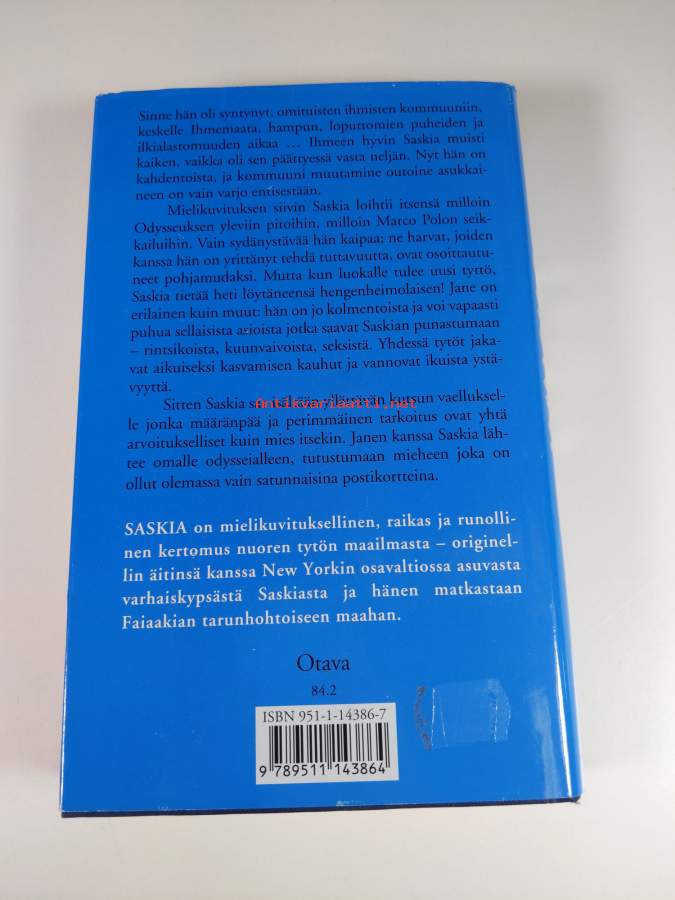 Sinne hän oli syntynyt, omituisten ihmisten kommuuniin,
keskelle Ihmemaata, hampun, loputtomien puheiden ja
ilkialastomuuden aikaa ... Ihmeen hyvin Saskia muisti
kaiken, vaikka oli sen päättyessä vasta neljän. Nyt hän on
kahdentoista, ja kommuuni muutamine outoine asukkai-
neen on vain varjo entisestään.
Mielikuvituksen siivin Saskia loihtii itsensä milloin
Odysseuksen yleviin pitoihin, milloin Marco Polon seik-
kailuihin. Vain sydänystävää hän kaipaa; ne harvat, joiden
kanssa hän on yrittänyt tehdä tuttavuutta, ovat osoittautu-
neet pohjamudaksi. Mutta kun luokalle tulee uusi tyttö,
Saskia tietää heti löytäneensä hengenheimolaisen! Jane on
erilainen kuin muut: hän on jo kolmentoista ja voi vapaasti
puhua sellaisista asioista jotka saavat Saskian punastumaan
– rintsikoista, kuunvaivoista, seksistä. Yhdessä tytöt jaka-
vat aikuiseksi kasvamisen kauhut ja vannovat ikuista ystä-
vyyttä.
Sitten Saskia saa yllättävän kutsun vaelluksel-
le jonka määränpää ja perimmäinen tarkoitus ovat yhtä
arvoitukselliset kuin mies itsekin. Janen kanssa Saskia läh-
tee omalle odysseialleen, tutustumaan mieheen joka on
ollut olemassa vain satunnaisina postikortteina.
Antikvariaatti.net
SASKIA on mielikuvituksellinen, raikas ja runolli-
nen kertomus nuoren tytön maailmasta – originel-
lin äitinsä kanssa New Yorkin osavaltiossa asuvasta
varhaiskypsästä Saskiasta ja hänen matkastaan
Faiaakian tarunhohtoiseen maahan.
Otava
84.2
ISBN 951-1-14386-7
9 789511 143864